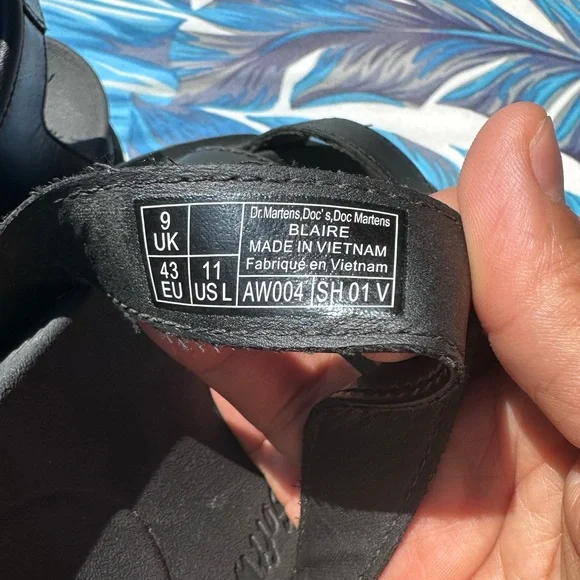 9
UK
43
EU
11
US L
Dr.Martens,Doc's,Doc Martens
BLAIRE
MADE IN VIETNAM
Fabriqué en Vietnam
AW004
SH 01 V